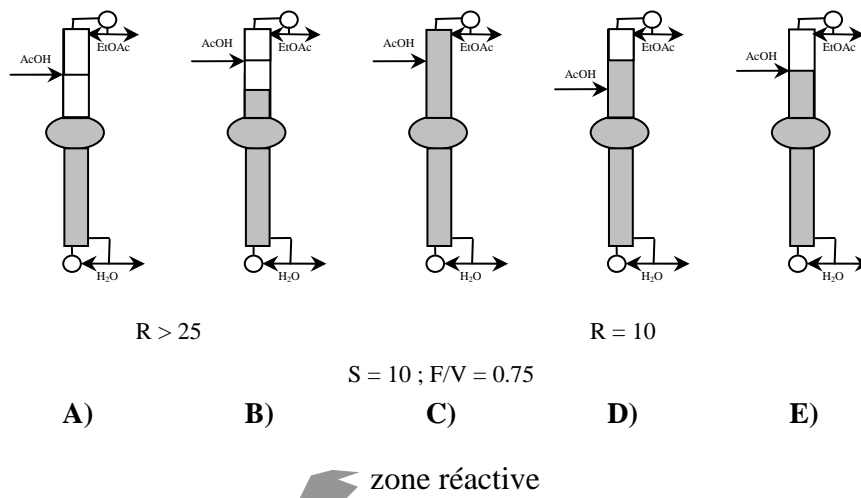 AcOH EtOAc AcOH EtOAc AcOH EtOAc AcOH EtOAc AcOH EtOAc
H₂O H₂O H₂O H₂O H₂O
R > 25 R = 10
S = 10 ; F/V = 0.75
A) B) C) D) E)
zone réactive